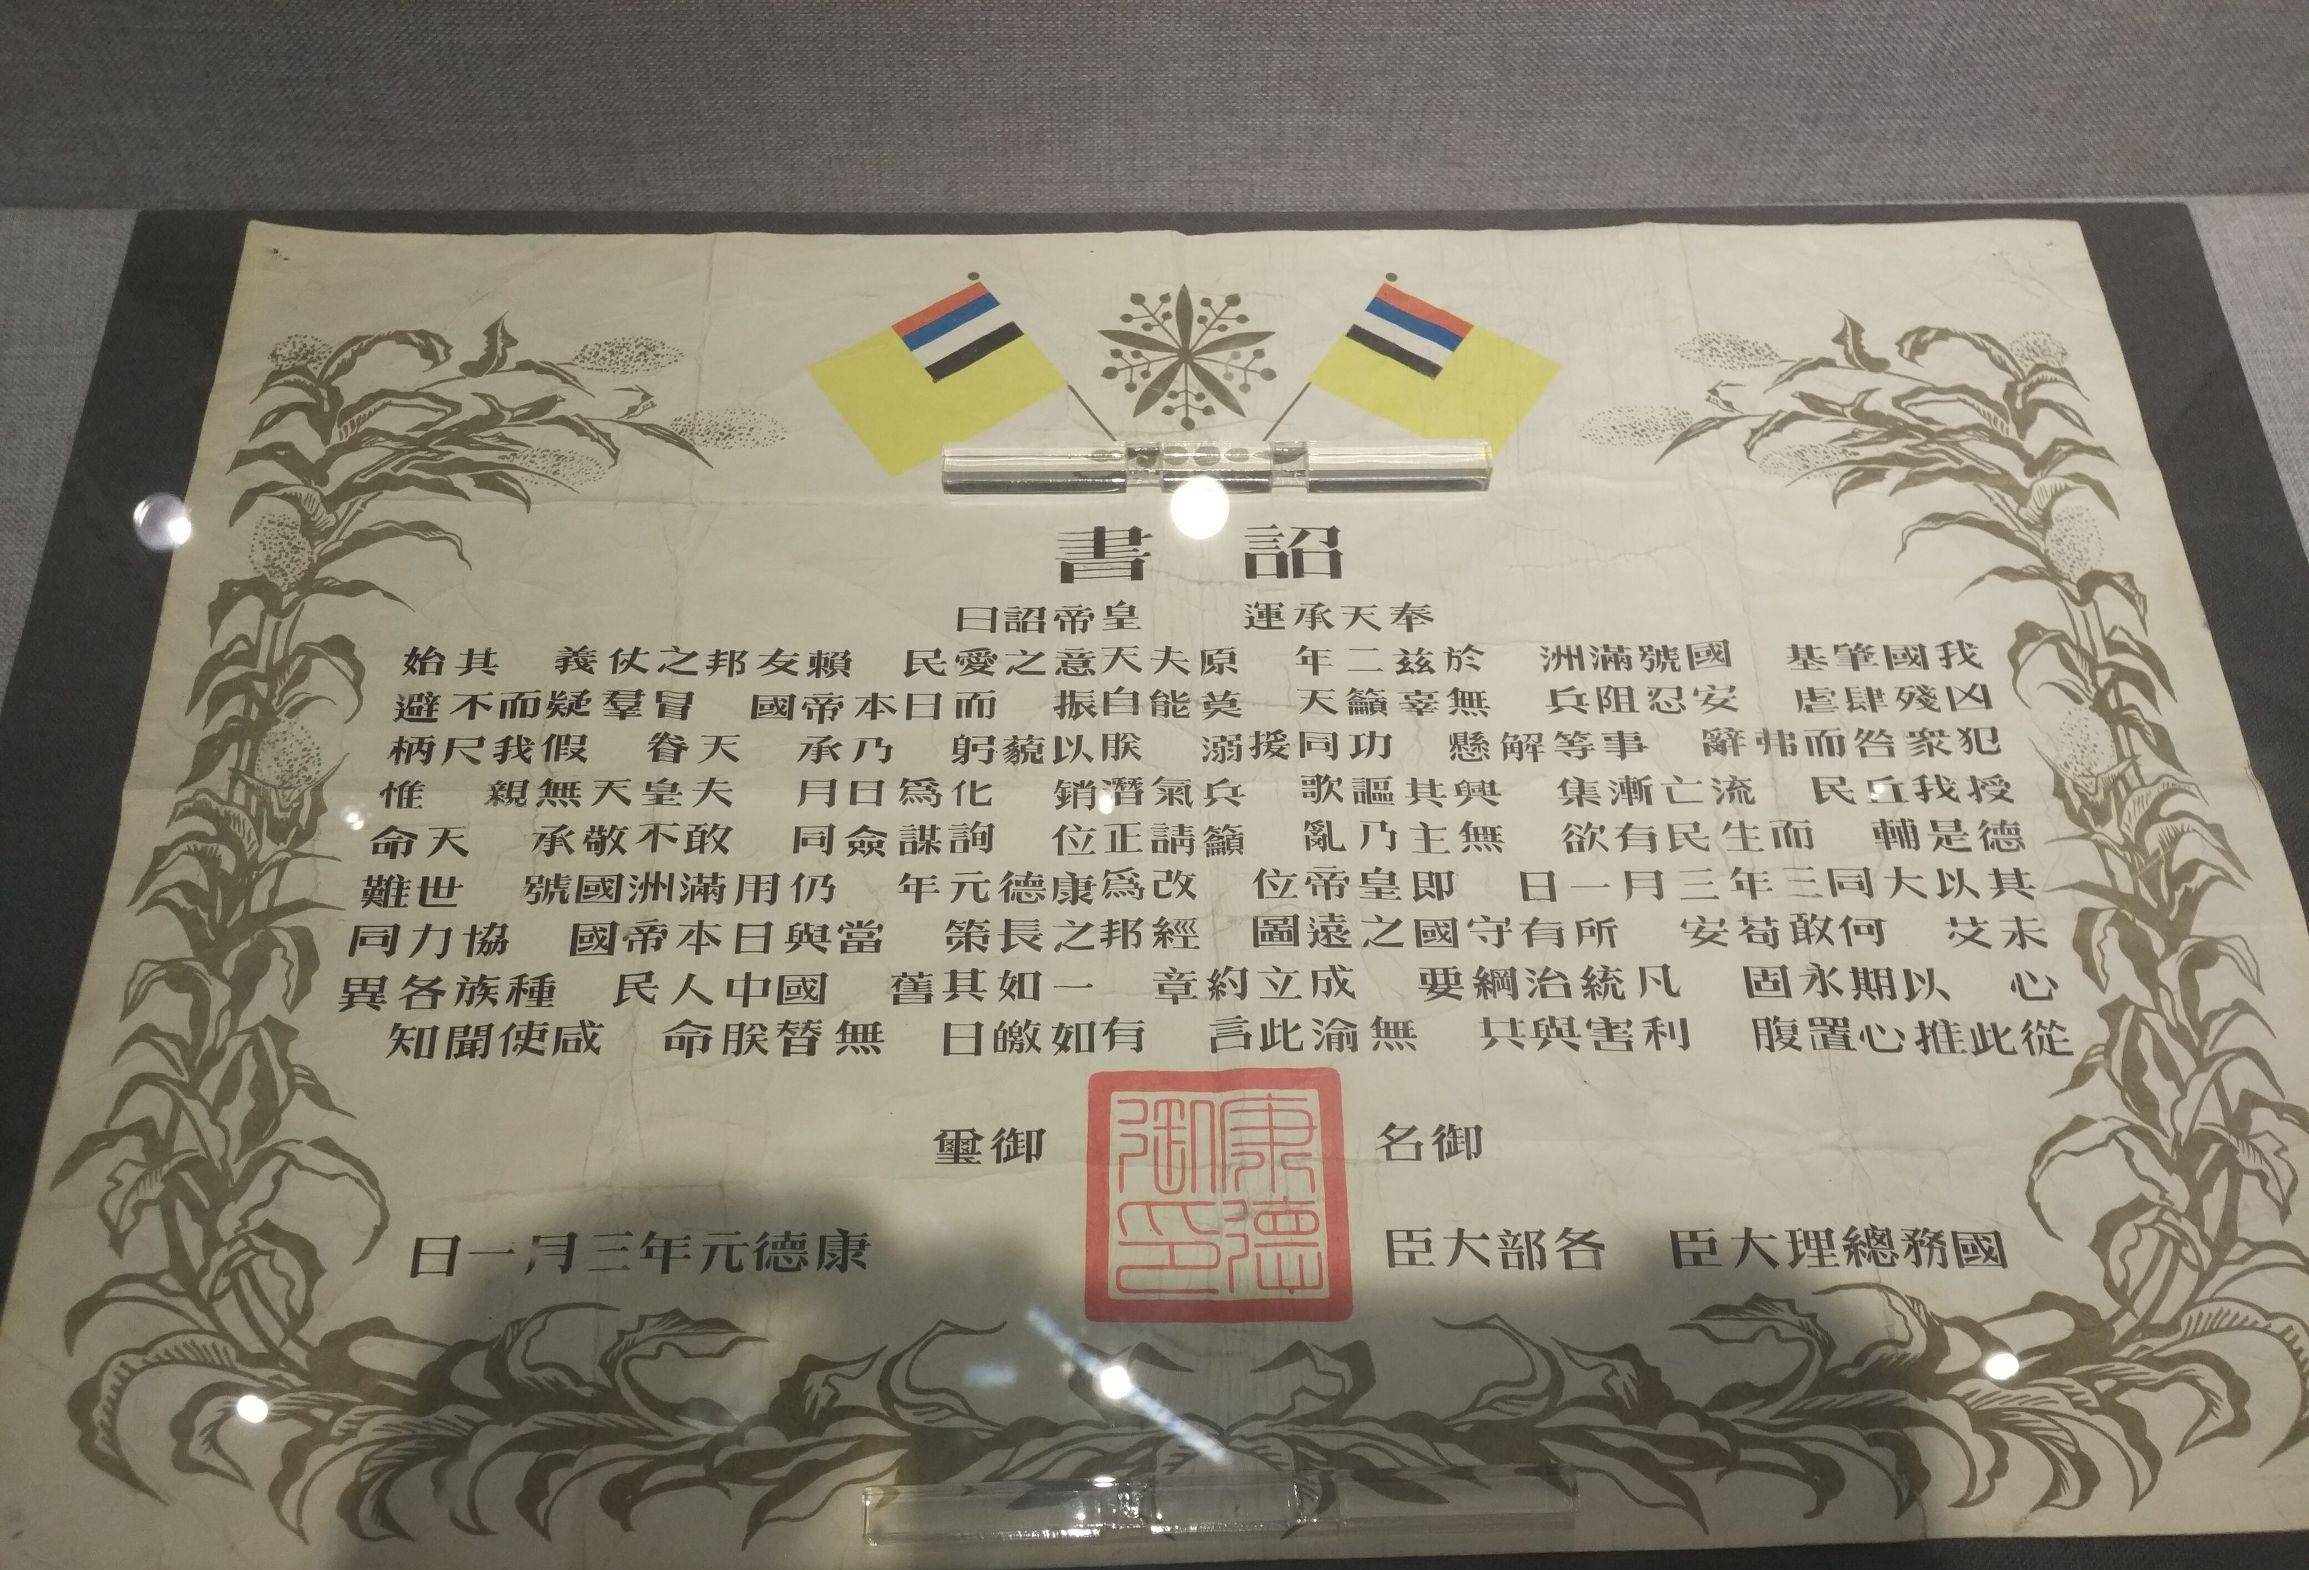 詔書
奉天承運 皇帝詔曰
我國肇基 國號滿洲 於茲二年 原夫天意之愛民 賴友邦之仗義 其始
凶殘肆虐 安忍阻兵 無辜籲天 莫能自振 而日本帝國 冒羣疑而不避
犯衆咎而弗辭 事等解懸 功同援溺 朕以藐躬 乃承 天眷 假我尺柄
授我丘民 流亡漸集 興其謳歌 兵氣潛銷 化爲日月 夫皇天無親 惟
德是輔 而生民有欲 無主乃亂 籲請正位 詢謀僉同 敢不敬承 天命
其以大同三年三月一日 即皇帝位 改爲康德元年 仍用滿洲國號 世難
未艾 何敢苟安 所有守國之遠圖 經邦之長策 當與日本帝國 協力同
心 以期永固 凡統治綱要 成立約章 一如其舊 國中人民 種族各異
從此推心置腹 利害與共 無渝此言 有如皦日 無替朕命 咸使聞知
御名 御璽
康德
御印
國務總理大臣 各部大臣 康德元年三月一日